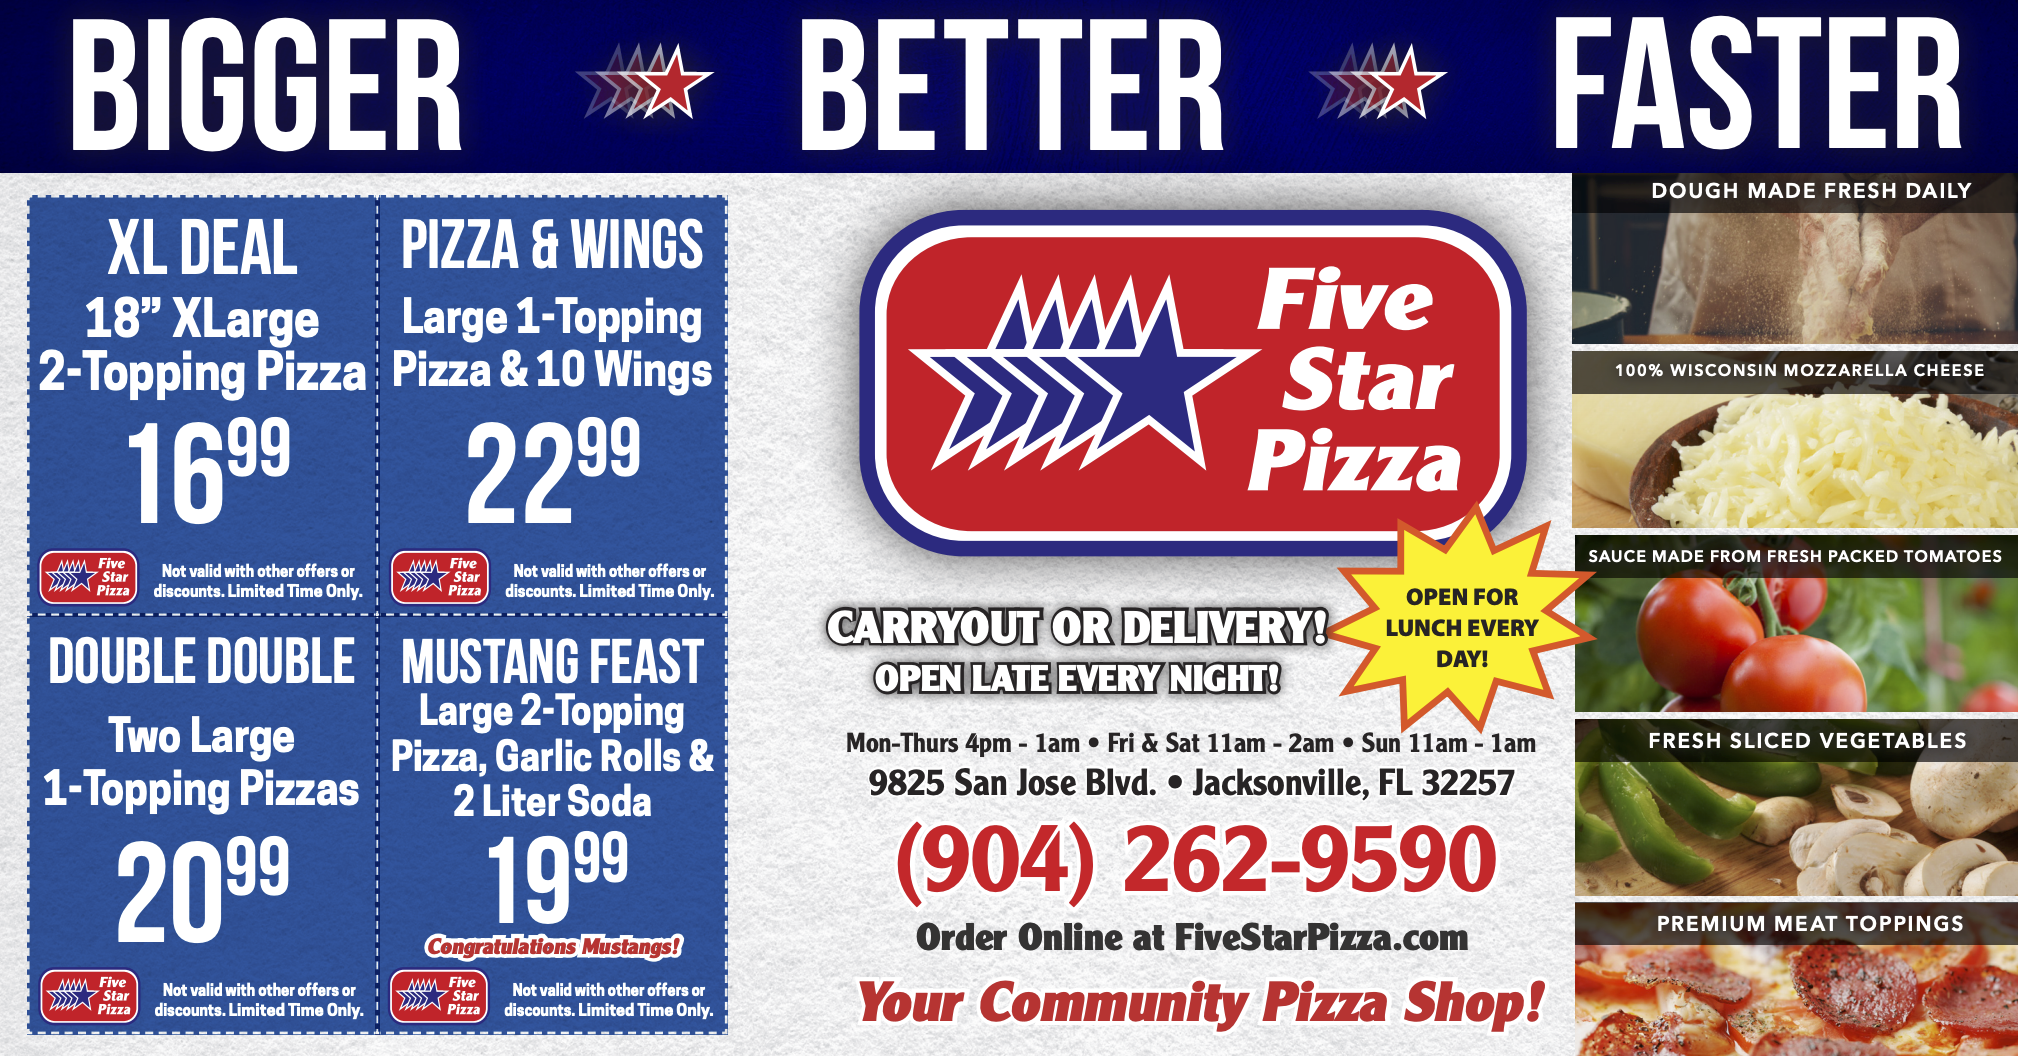 BIGGER
BETTER
FASTER
XL DEAL
18” XLarge
2-Topping Pizza
16⁹⁹
Five
Star
Pizza
Not valid with other offers or
discounts. Limited Time Only.
PIZZA & WINGS
Large 1-Topping
Pizza & 10 Wings
22⁹⁹
Five
Star
Pizza
Not valid with other offers or
discounts. Limited Time Only.
DOUBLE DOUBLE
Two Large
1-Topping Pizzas
20⁹⁹
Five
Star
Pizza
Not valid with other offers or
discounts. Limited Time Only.
MUSTANG FEAST
Large 2-Topping
Pizza, Garlic Rolls &
2 Liter Soda
19⁹⁹
Congratulations Mustangs!
Five
Star
Pizza
Not valid with other offers or
discounts. Limited Time Only.
Five
Star
Pizza
OPEN FOR
LUNCH EVERY
DAY!
CARRYOUT OR DELIVERY!
OPEN LATE EVERY NIGHT!
Mon-Thurs 4pm - 1am • Fri & Sat 11am - 2am • Sun 11am - 1am
9825 San Jose Blvd. • Jacksonville, FL 32257
(904) 262-9590
Order Online at FiveStarPizza.com
Your Community Pizza Shop!
DOUGH MADE FRESH DAILY
100% WISCONSIN MOZZARELLA CHEESE
SAUCE MADE FROM FRESH PACKED TOMATOES
FRESH SLICED VEGETABLES
PREMIUM MEAT TOPPINGS